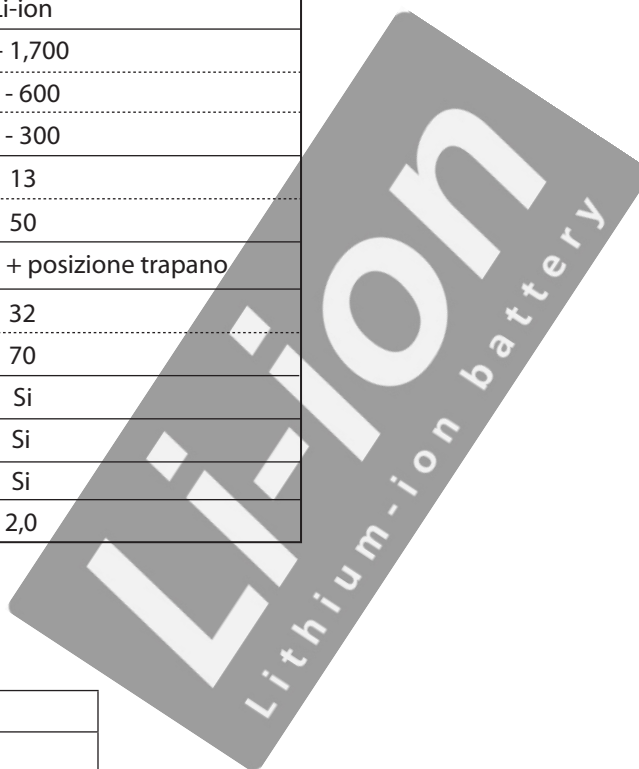 Li-ion
- 1,700
- 600
- 300
13
50
+ posizione trapano
32
70
Si
Si
Si
2,0
Li-ion
Lithium-ion battery